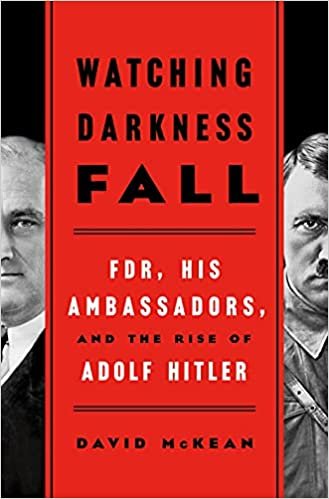 WATCHING
DARKNESS
FALL
FDR, HIS
AMBASSADORS,
AND THE RISE OF
ADOLF HITLER
DAVID McKEAN